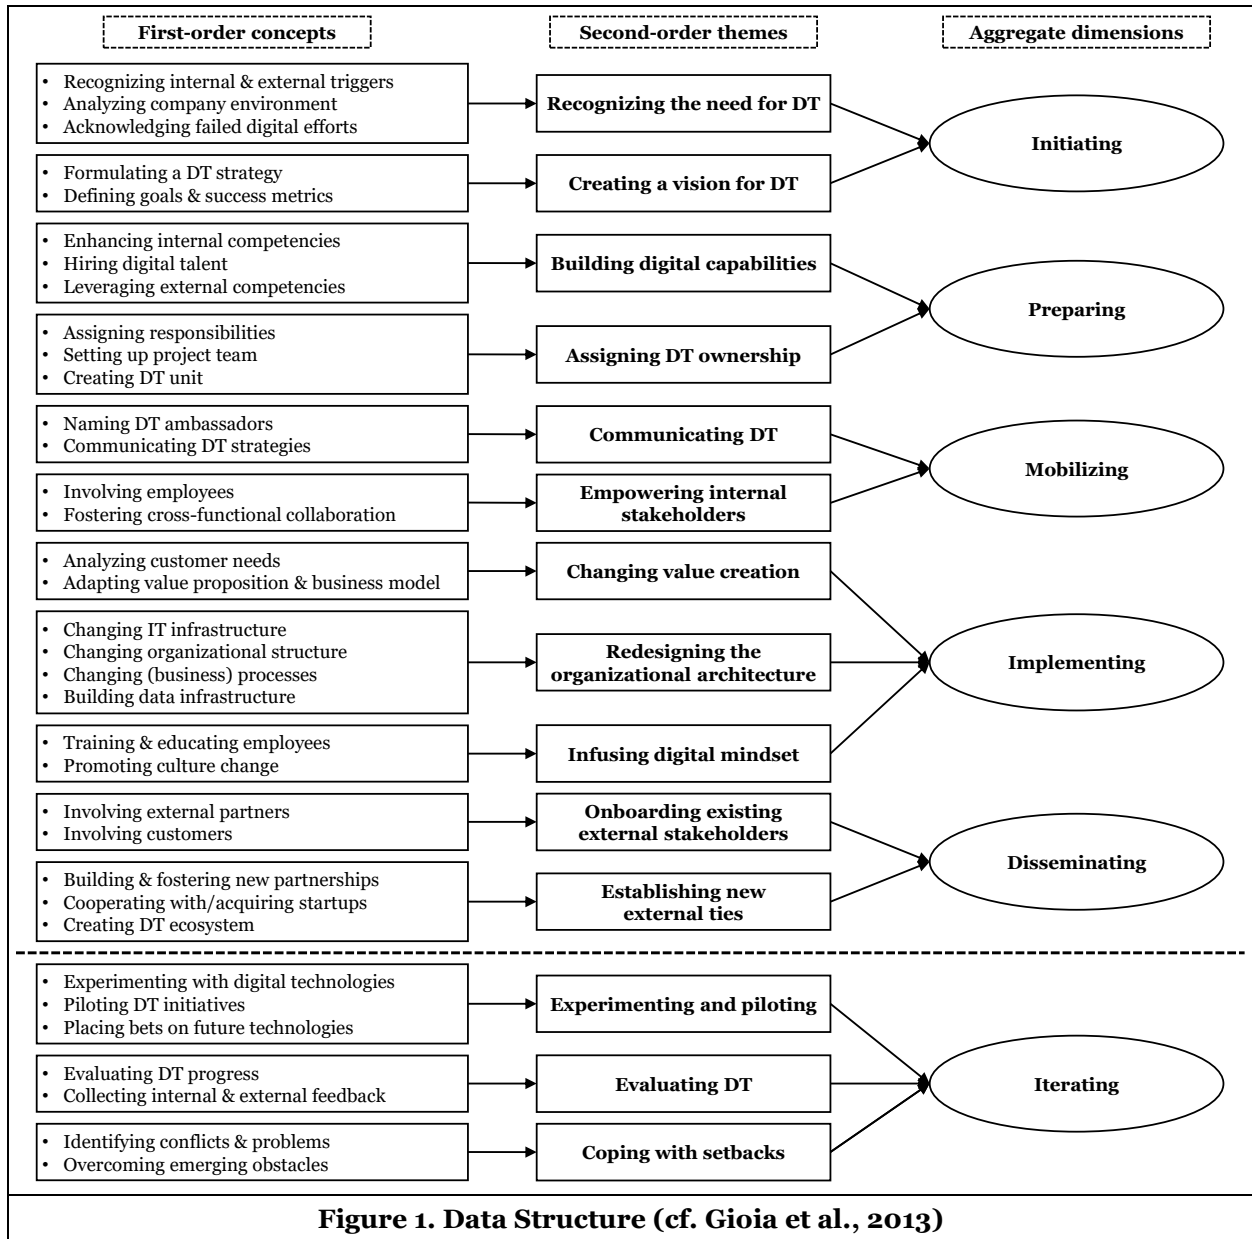 First-order concepts
Second-order themes
Aggregate dimensions
• Recognizing internal & external triggers
• Analyzing company environment
• Acknowledging failed digital efforts
Recognizing the need for DT
• Formulating a DT strategy
• Defining goals & success metrics
Creating a vision for DT
Initiating
• Enhancing internal competencies
• Hiring digital talent
• Leveraging external competencies
Building digital capabilities
• Assigning responsibilities
• Setting up project team
• Creating DT unit
Assigning DT ownership
Preparing
• Naming DT ambassadors
• Communicating DT strategies
Communicating DT
• Involving employees
• Fostering cross-functional collaboration
Empowering internal
stakeholders
Mobilizing
• Analyzing customer needs
• Adapting value proposition & business model
Changing value creation
• Changing IT infrastructure
• Changing organizational structure
• Changing (business) processes
• Building data infrastructure
Redesigning the
organizational architecture
• Training & educating employees
• Promoting culture change
Infusing digital mindset
Implementing
• Involving external partners
• Involving customers
Onboarding existing
external stakeholders
• Building & fostering new partnerships
• Cooperating with/acquiring startups
• Creating DT ecosystem
Establishing new
external ties
Disseminating
• Experimenting with digital technologies
• Piloting DT initiatives
• Placing bets on future technologies
Experimenting and piloting
• Evaluating DT progress
• Collecting internal & external feedback
Evaluating DT
• Identifying conflicts & problems
• Overcoming emerging obstacles
Coping with setbacks
Iterating
Figure 1. Data Structure (cf. Gioia et al., 2013)